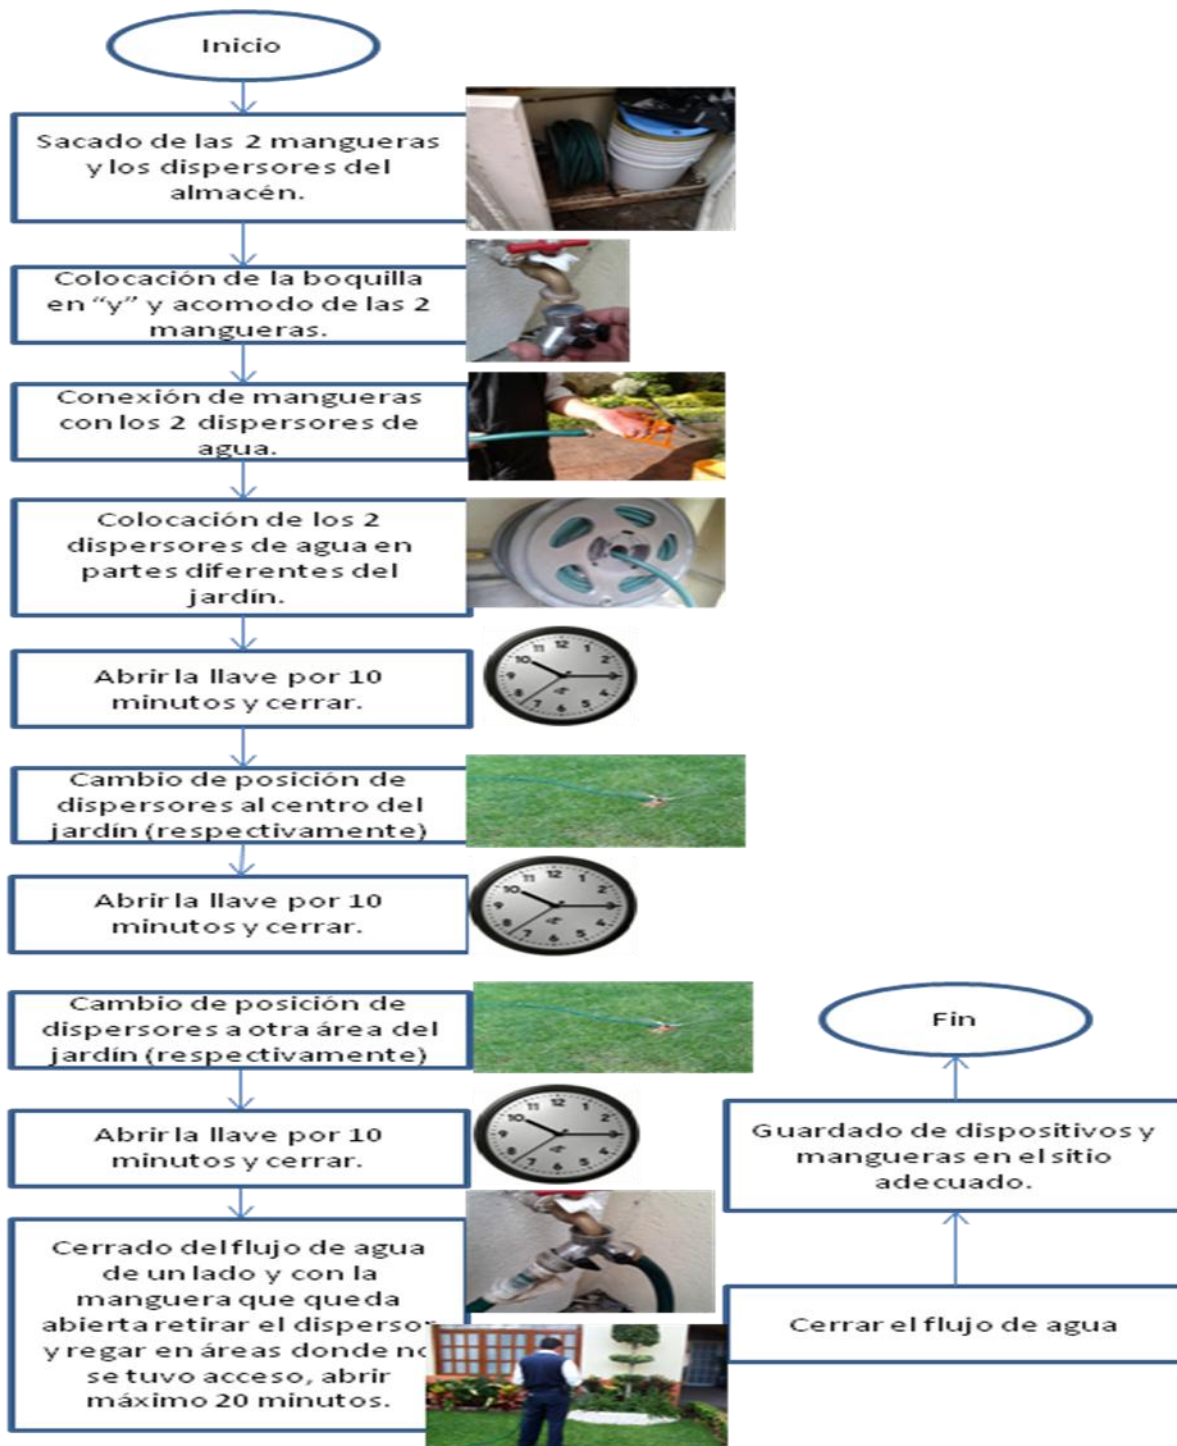 Inicio
Sacado de las 2 mangueras
y los dispersores del
almacén.
Colocación de la boquilla
en “y” y acomodo de las 2
mangueras.
Conexión de mangueras
con los 2 dispersores de
agua.
Colocación de los 2
dispersores de agua en
partes diferentes del
jardín.
Abrir la llave por 10
minutos y cerrar.
Cambio de posición de
dispersores al centro del
jardín (respectivamente)
Abrir la llave por 10
minutos y cerrar.
Cambio de posición de
dispersores a otra área del
jardín (respectivamente)
Abrir la llave por 10
minutos y cerrar.
Cerrado del flujo de agua
de un lado y con la
manguera que queda
abierta retirar el dispersor
y regar en áreas donde no
se tuvo acceso, abrir
máximo 20 minutos.
Cerrar el flujo de agua
Guardado de dispositivos y
mangueras en el sitio
adecuado.
Fin